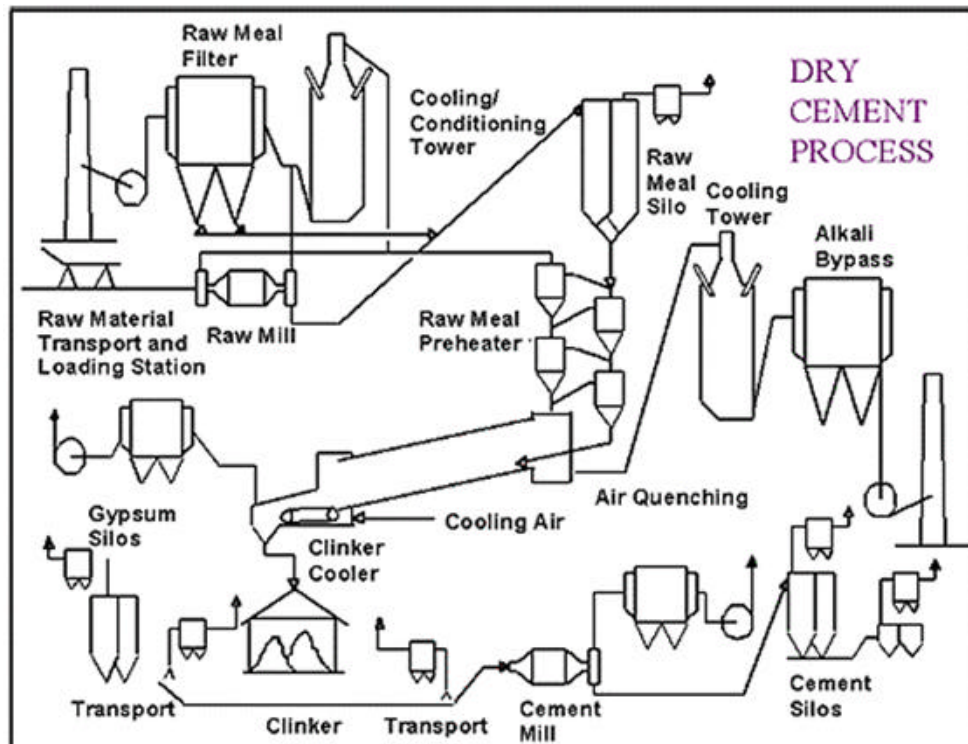 Raw Meal
Filter
Cooling/
Conditioning
Tower
DRY
CEMENT
PROCESS
Raw
Meal
Silo
Cooling
Tower
Alkali
Bypass
Raw Material
Transport and
Loading Station
Raw Mill
Raw Meal
Preheater
Air Quenching
Cooling Air
Gypsum
Silos
Clinker
Cooler
Transport
Clinker
Transport
Cement
Mill
Cement
Silos